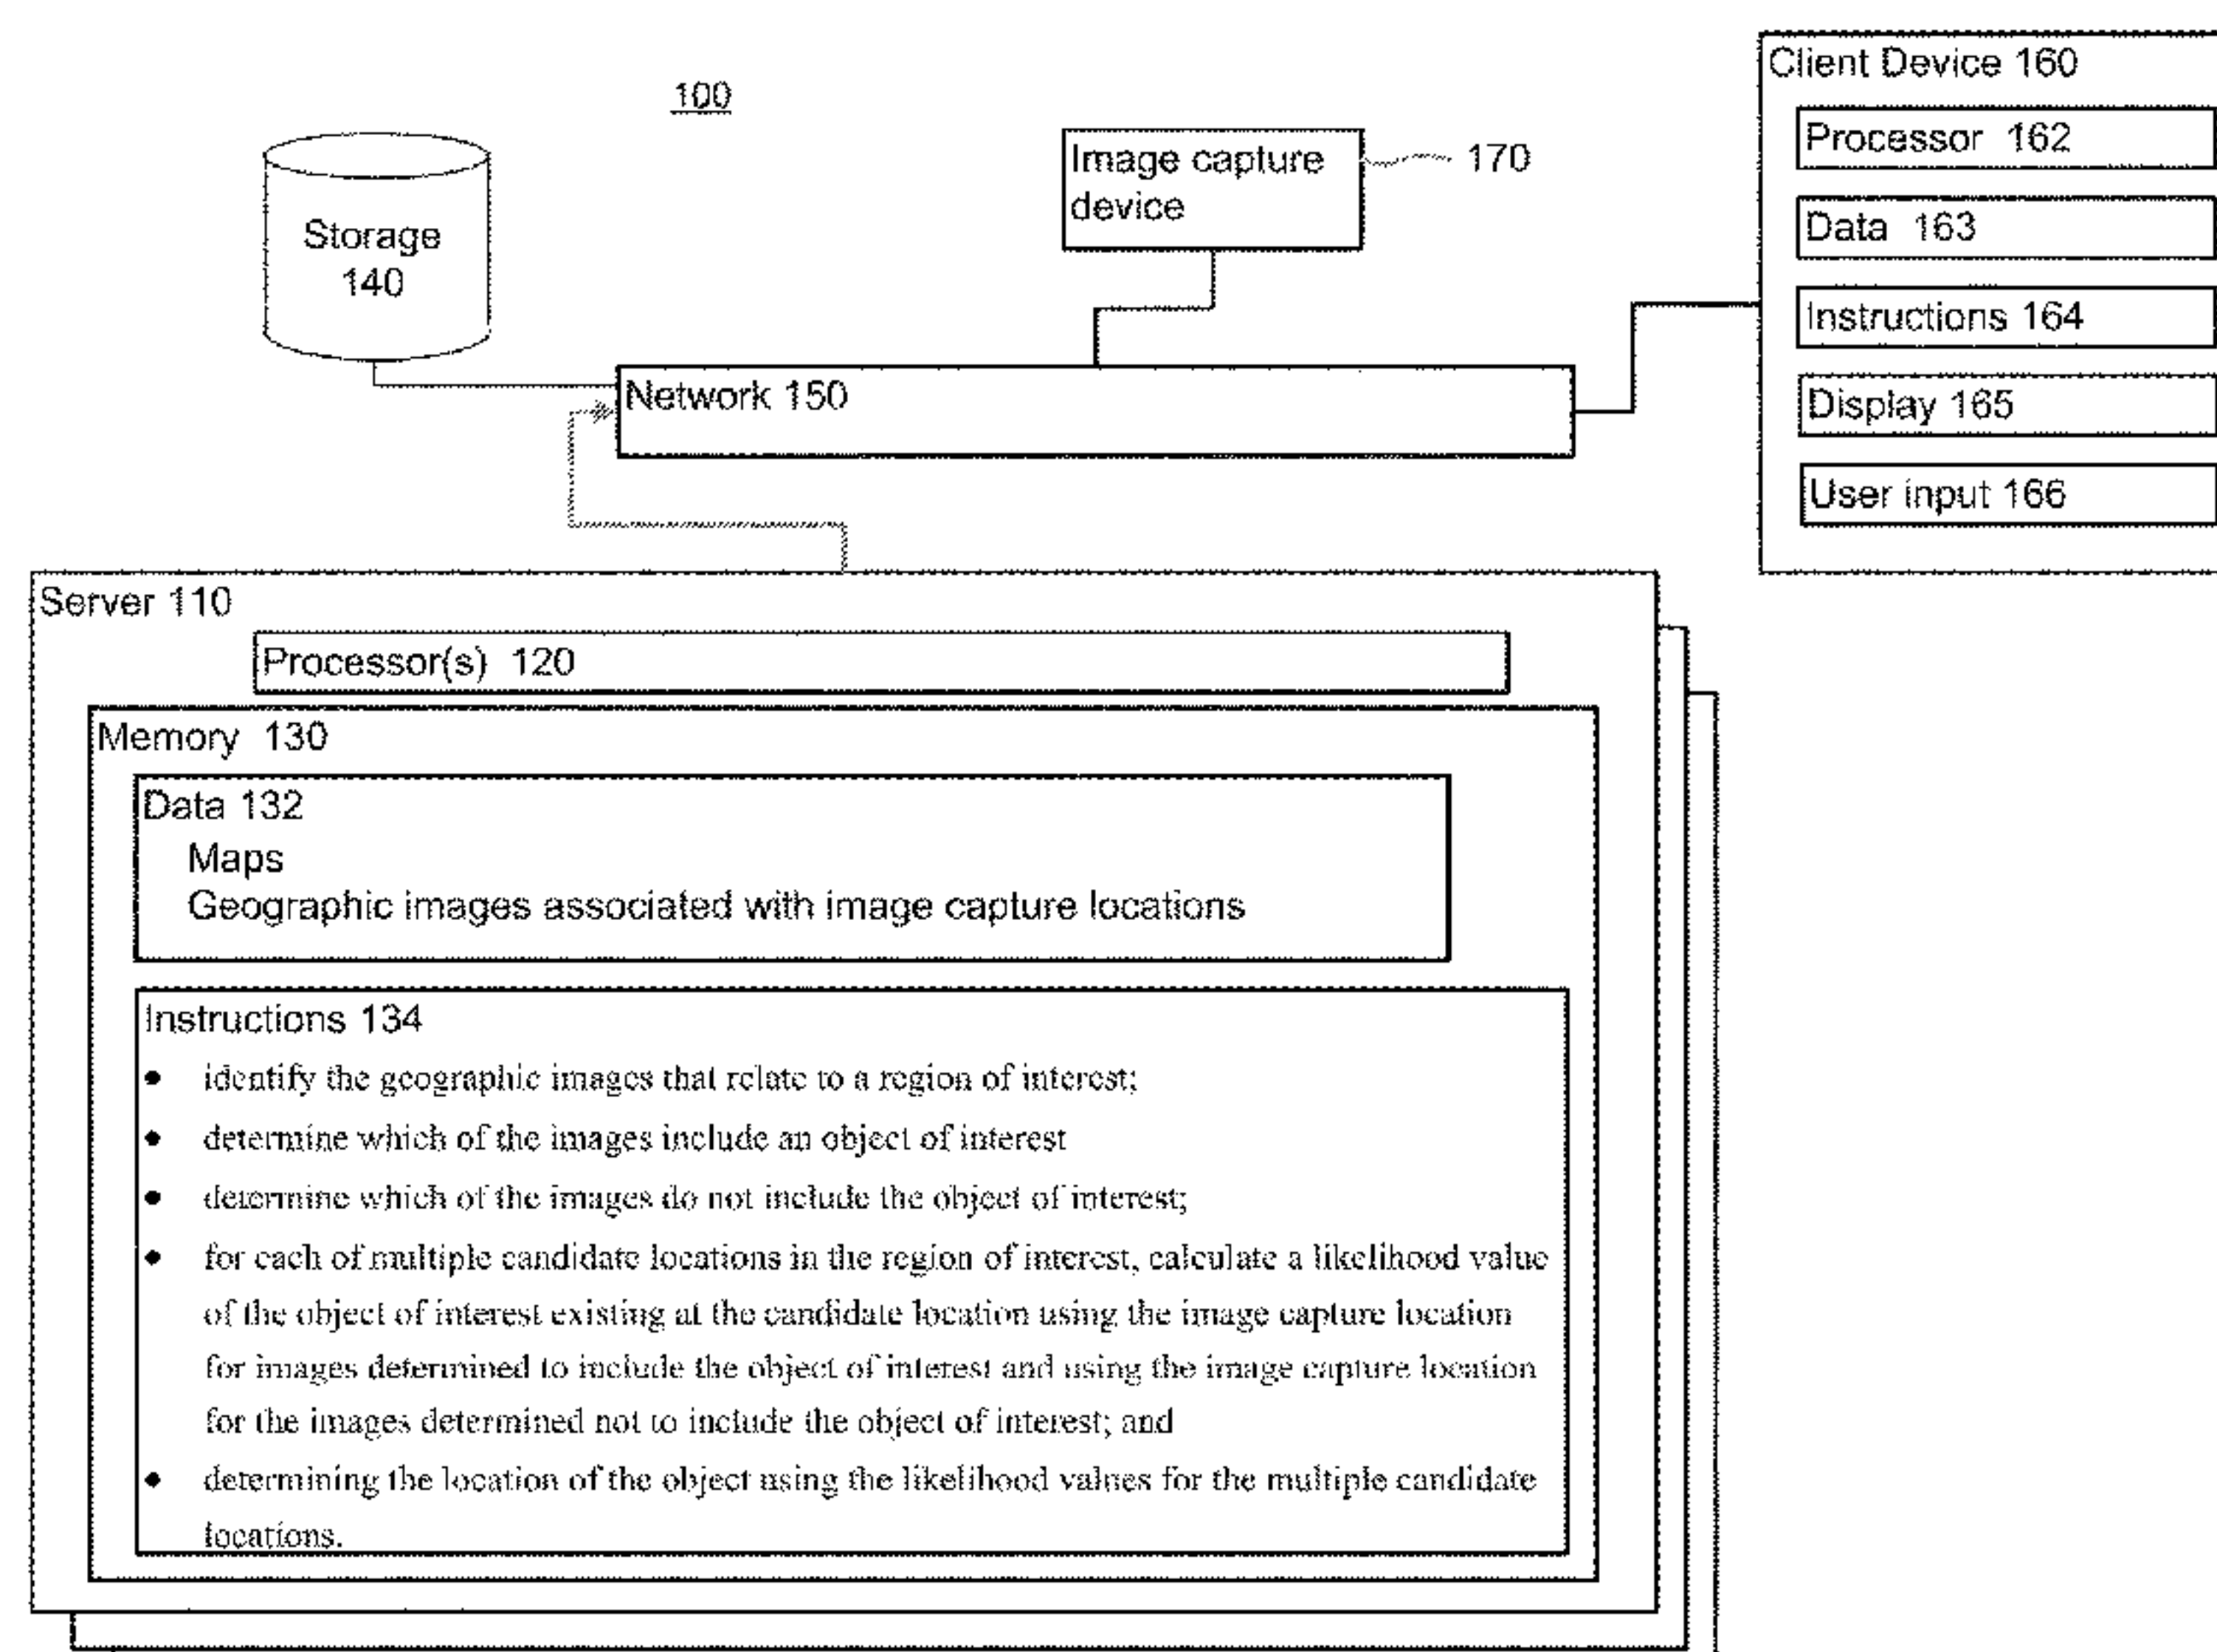 100
Storage
140
Image capture
device
170
Client Device 160
Processor 162
Data 163
Instructions 164
Display 165
User input 166
Network 150
Server 110
Processor(s) 120
Memory 130
Data 132
Maps
Geographic images associated with image capture locations
Instructions 134
• identify the geographic images that relate to a region of interest;
• determine which of the images include an object of interest
• determine which of the images do not include the object of interest;
• for each of multiple candidate locations in the region of interest, calculate a likelihood value
of the object of interest existing at the candidate location using the image capture location
for images determined to include the object of interest and using the image capture location
for the images determined not to include the object of interest; and
• determining the location of the object using the likelihood values for the multiple candidate
locations.